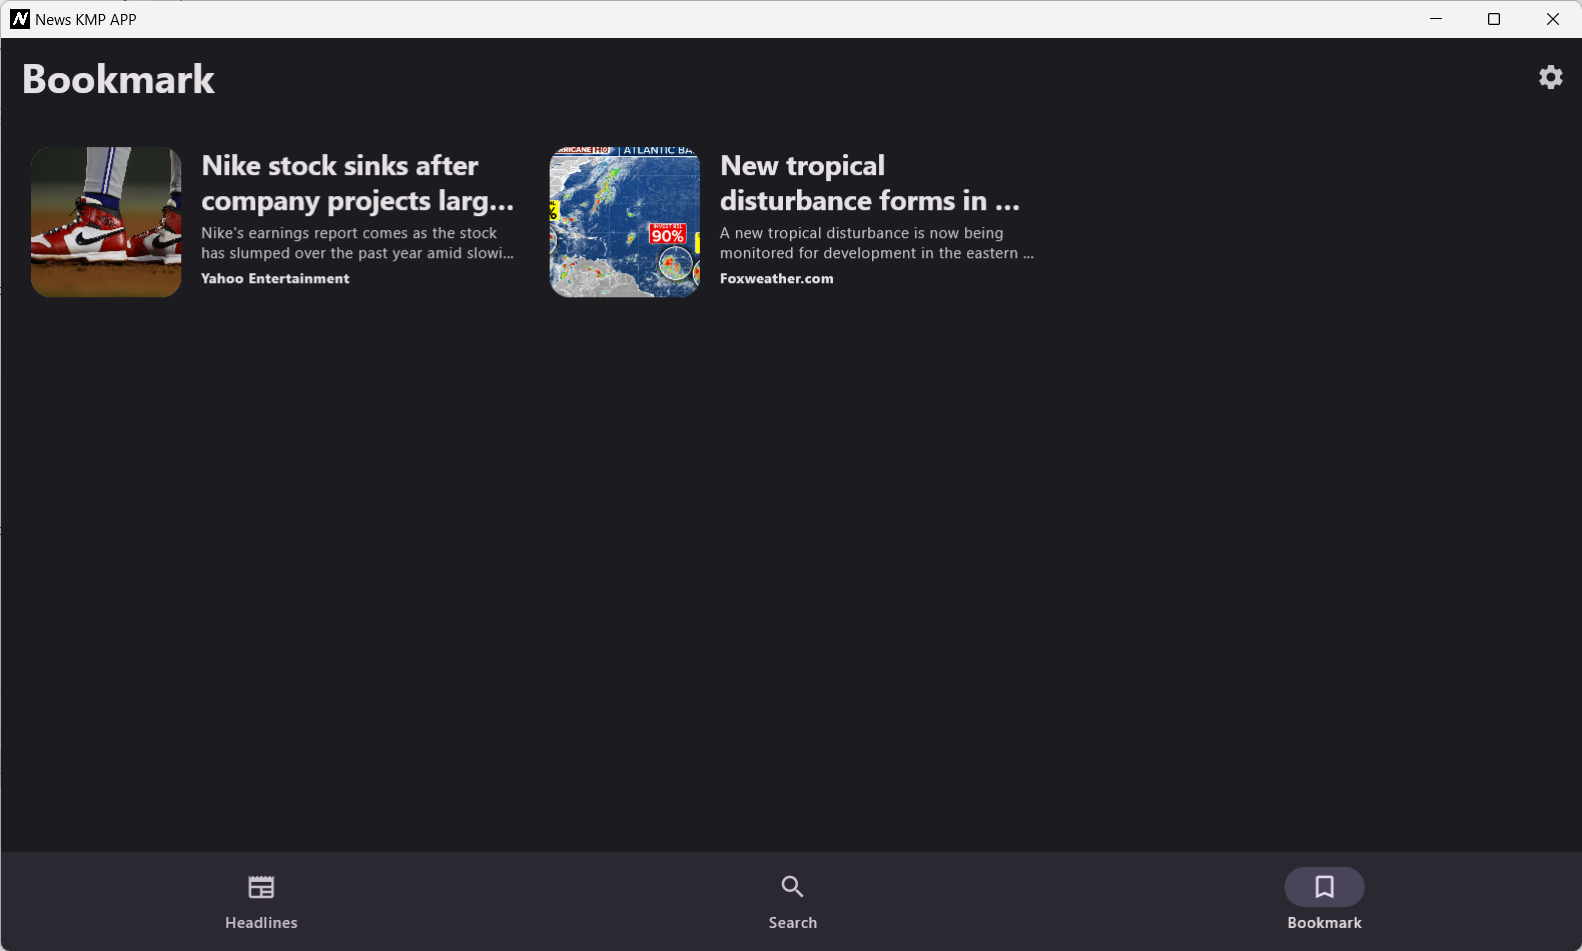 News KMP APP
Bookmark
Nike stock sinks after
company projects larg...
Nike's earnings report comes as the stock
has slumped over the past year amid slowi...
Yahoo Entertainment
ATLANTIC BA
INVEST 95L
90%
New tropical
disturbance forms in ...
A new tropical disturbance is now being
monitored for development in the eastern ...
Foxweather.com
Headlines
Search
Bookmark